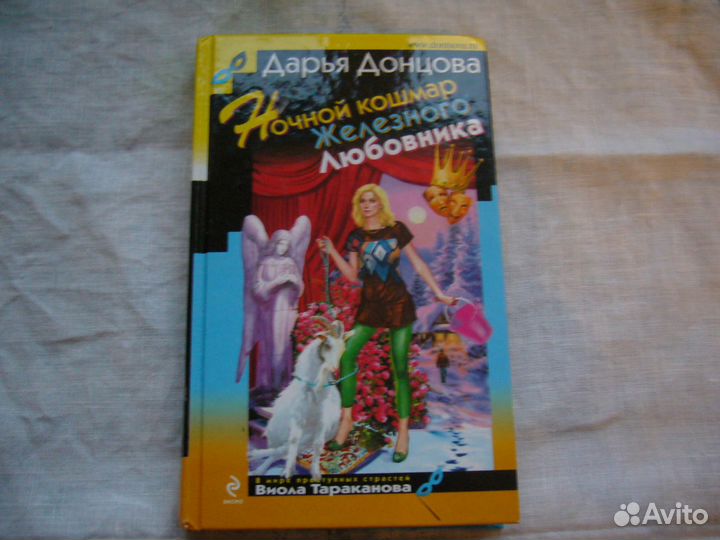 www.dontsova.ru
Дарья Донцова
Ночной кошмар
Железного
Любовника
эксмо
В мире преступных страстей
Виола Тараканова
Avito